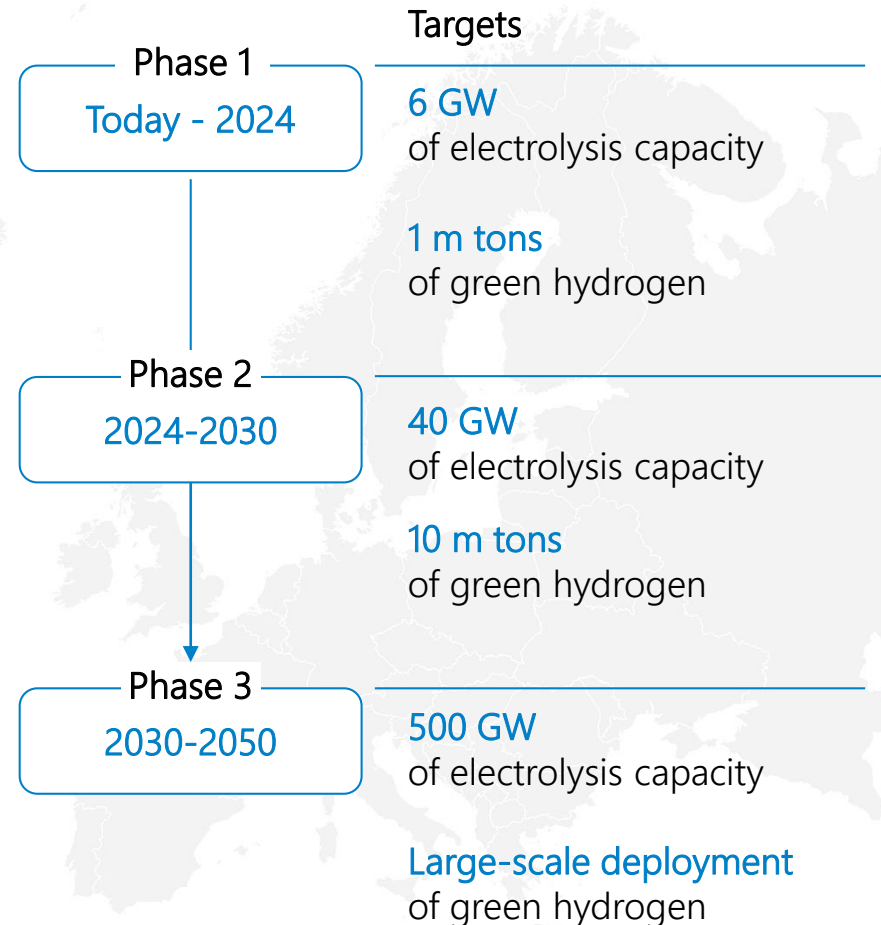 Targets
Phase 1
Today - 2024
6 GW
of electrolysis capacity
1 m tons
of green hydrogen
Phase 2
2024-2030
40 GW
of electrolysis capacity
10 m tons
of green hydrogen
Phase 3
2030-2050
500 GW
of electrolysis capacity
Large-scale deployment
of green hydrogen